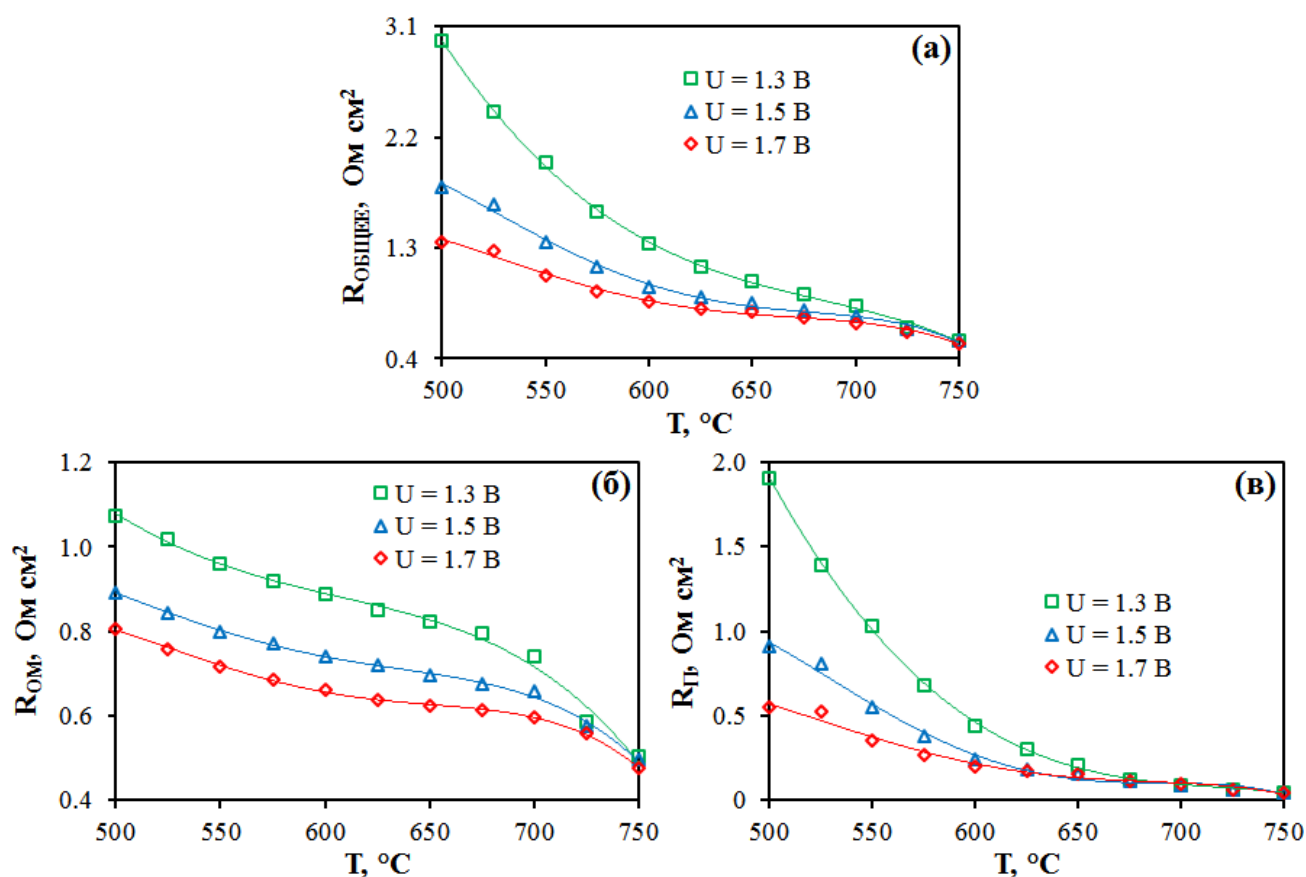 (а)
3.1
2.2
1.3
0.4
R_ОБЩЕЕ, Ом см²
U = 1.3 В
U = 1.5 В
U = 1.7 В
500 550 600 650 700 750
T, °C
(б)
1.2
1.0
0.8
0.6
0.4
R_ОМ, Ом см²
U = 1.3 В
U = 1.5 В
U = 1.7 В
500 550 600 650 700 750
T, °C
(в)
2.0
1.5
1.0
0.5
0
R_П, Ом см²
U = 1.3 В
U = 1.5 В
U = 1.7 В
500 550 600 650 700 750
T, °C